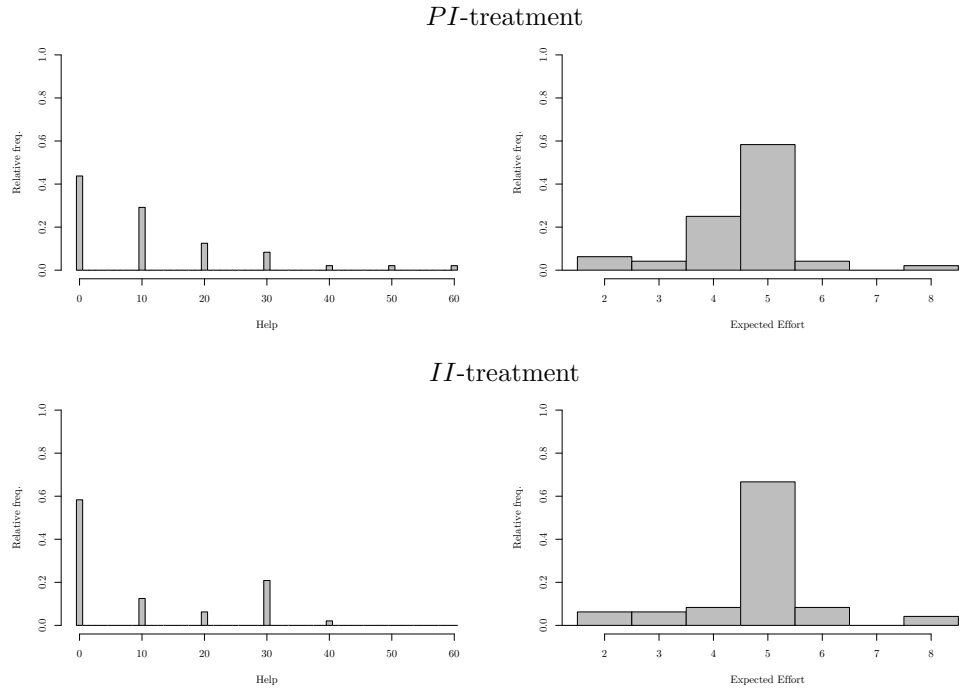 PI-treatment
Relative freq.
0.0 0.2 0.4 0.6 0.8 1.0
0 10 20 30 40 50 60
Help
Relative freq.
0.0 0.2 0.4 0.6 0.8 1.0
2 3 4 5 6 7 8
Expected Effort
II-treatment
Relative freq.
0.0 0.2 0.4 0.6 0.8 1.0
0 10 20 30 40 50 60
Help
Relative freq.
0.0 0.2 0.4 0.6 0.8 1.0
2 3 4 5 6 7 8
Expected Effort